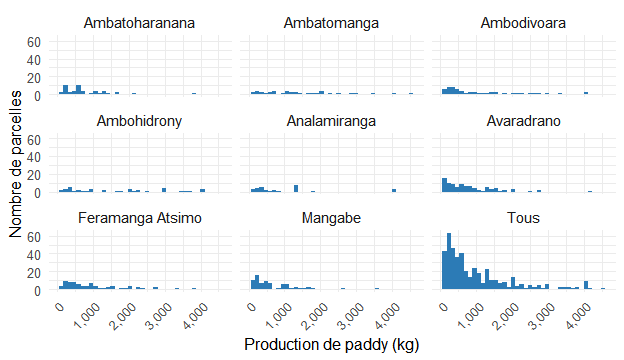 Ambatoharanana Ambatomanga Ambodivoara
60
40
20
0
Ambohidrony Analamiranga Avaradrano
60
40
20
0
Feramanga Atsimo Mangabe Tous
60
40
20
0
0 1,000 2,000 3,000 4,000 0 1,000 2,000 3,000 4,000 0 1,000 2,000 3,000 4,000
Nombre de parcelles
Production de paddy (kg)